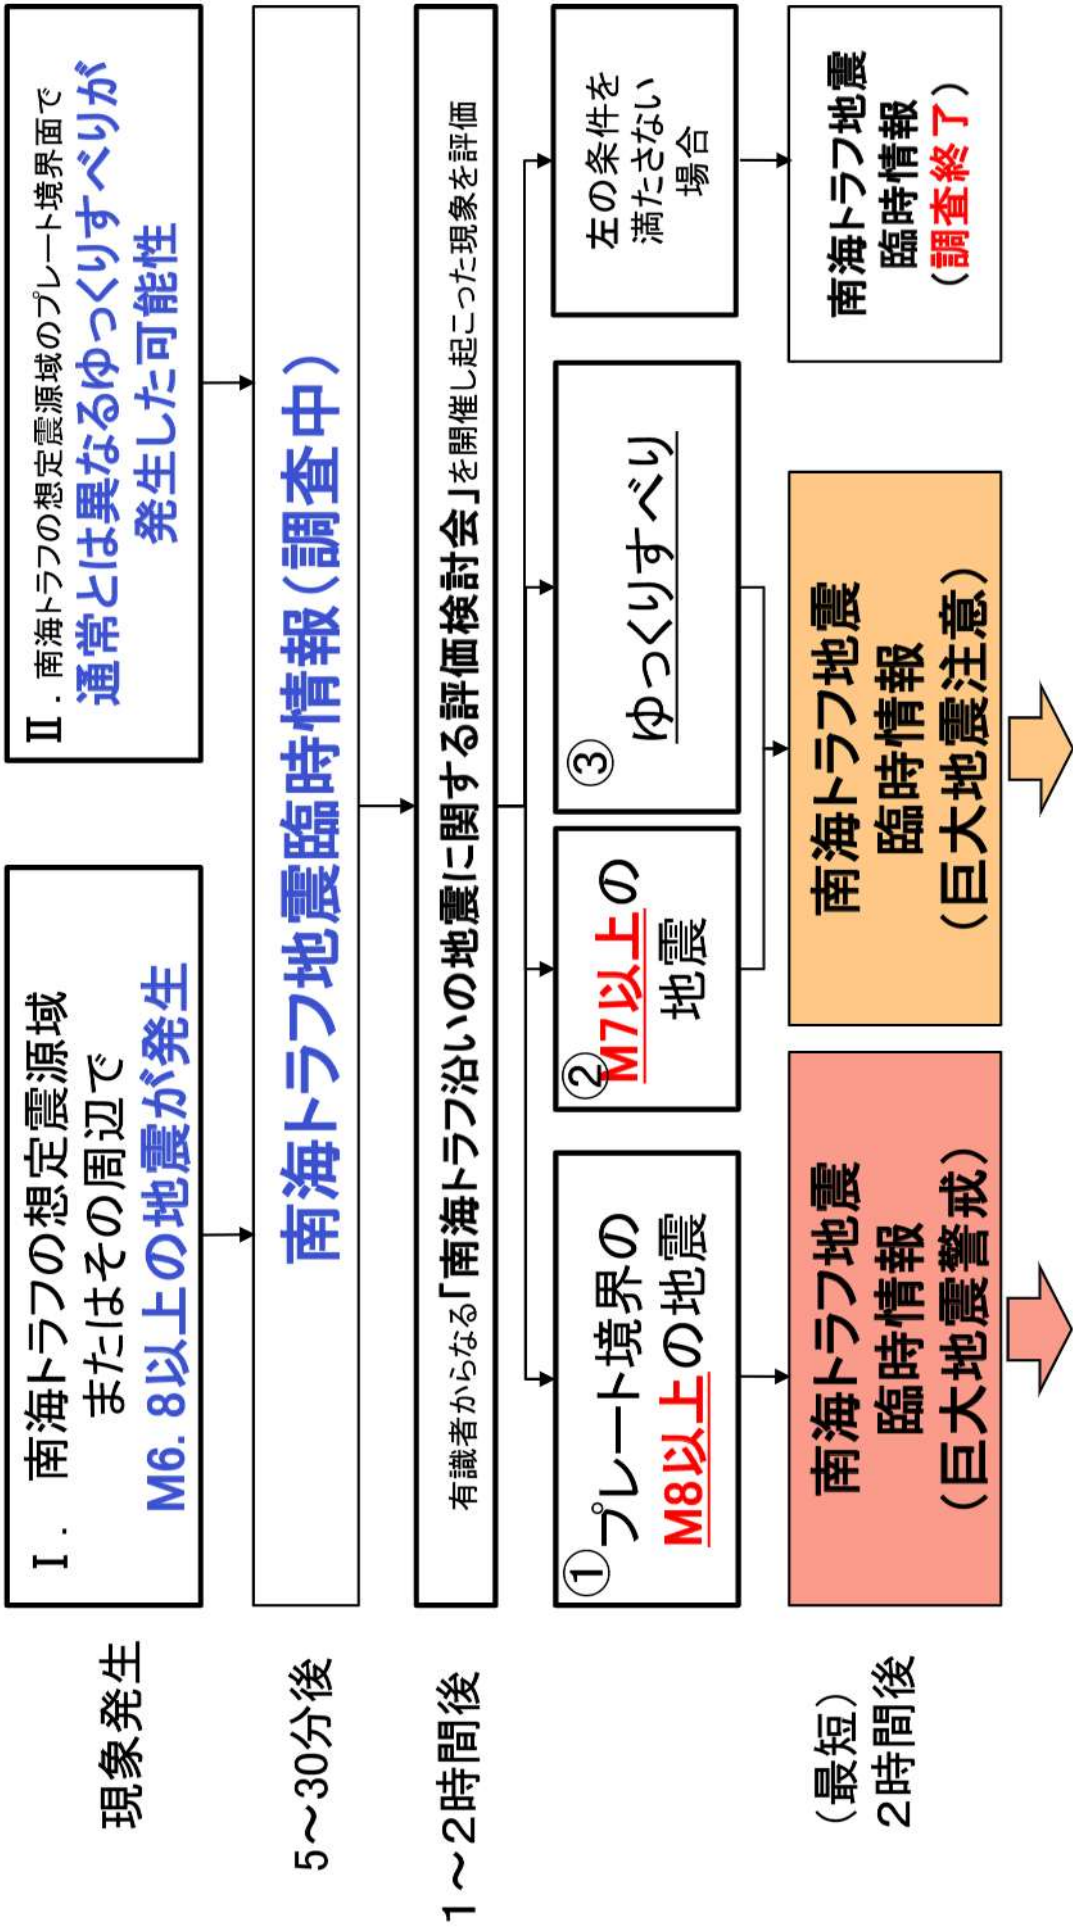 現象発生
Ⅰ. 南海トラフの想定震源域
またはその周辺で
M6. 8以上の地震が発生
Ⅱ. 南海トラフの想定震源域のプレート境界面で
通常とは異なるゆっくりすべりが
発生した可能性
5～30分後
南海トラフ地震臨時情報(調査中)
1～2時間後
有識者からなる「南海トラフ沿いの地震に関する評価検討会」を開催し起こった現象を評価
①プレート境界の
M8以上の地震
②
M7以上の
地震
③
ゆっくりすべり
左の条件を
満たさない
場合
(最短)
2時間後
南海トラフ地震
臨時情報
(巨大地震警戒)
南海トラフ地震
臨時情報
(巨大地震注意)
南海トラフ地震
臨時情報
(調査終了)